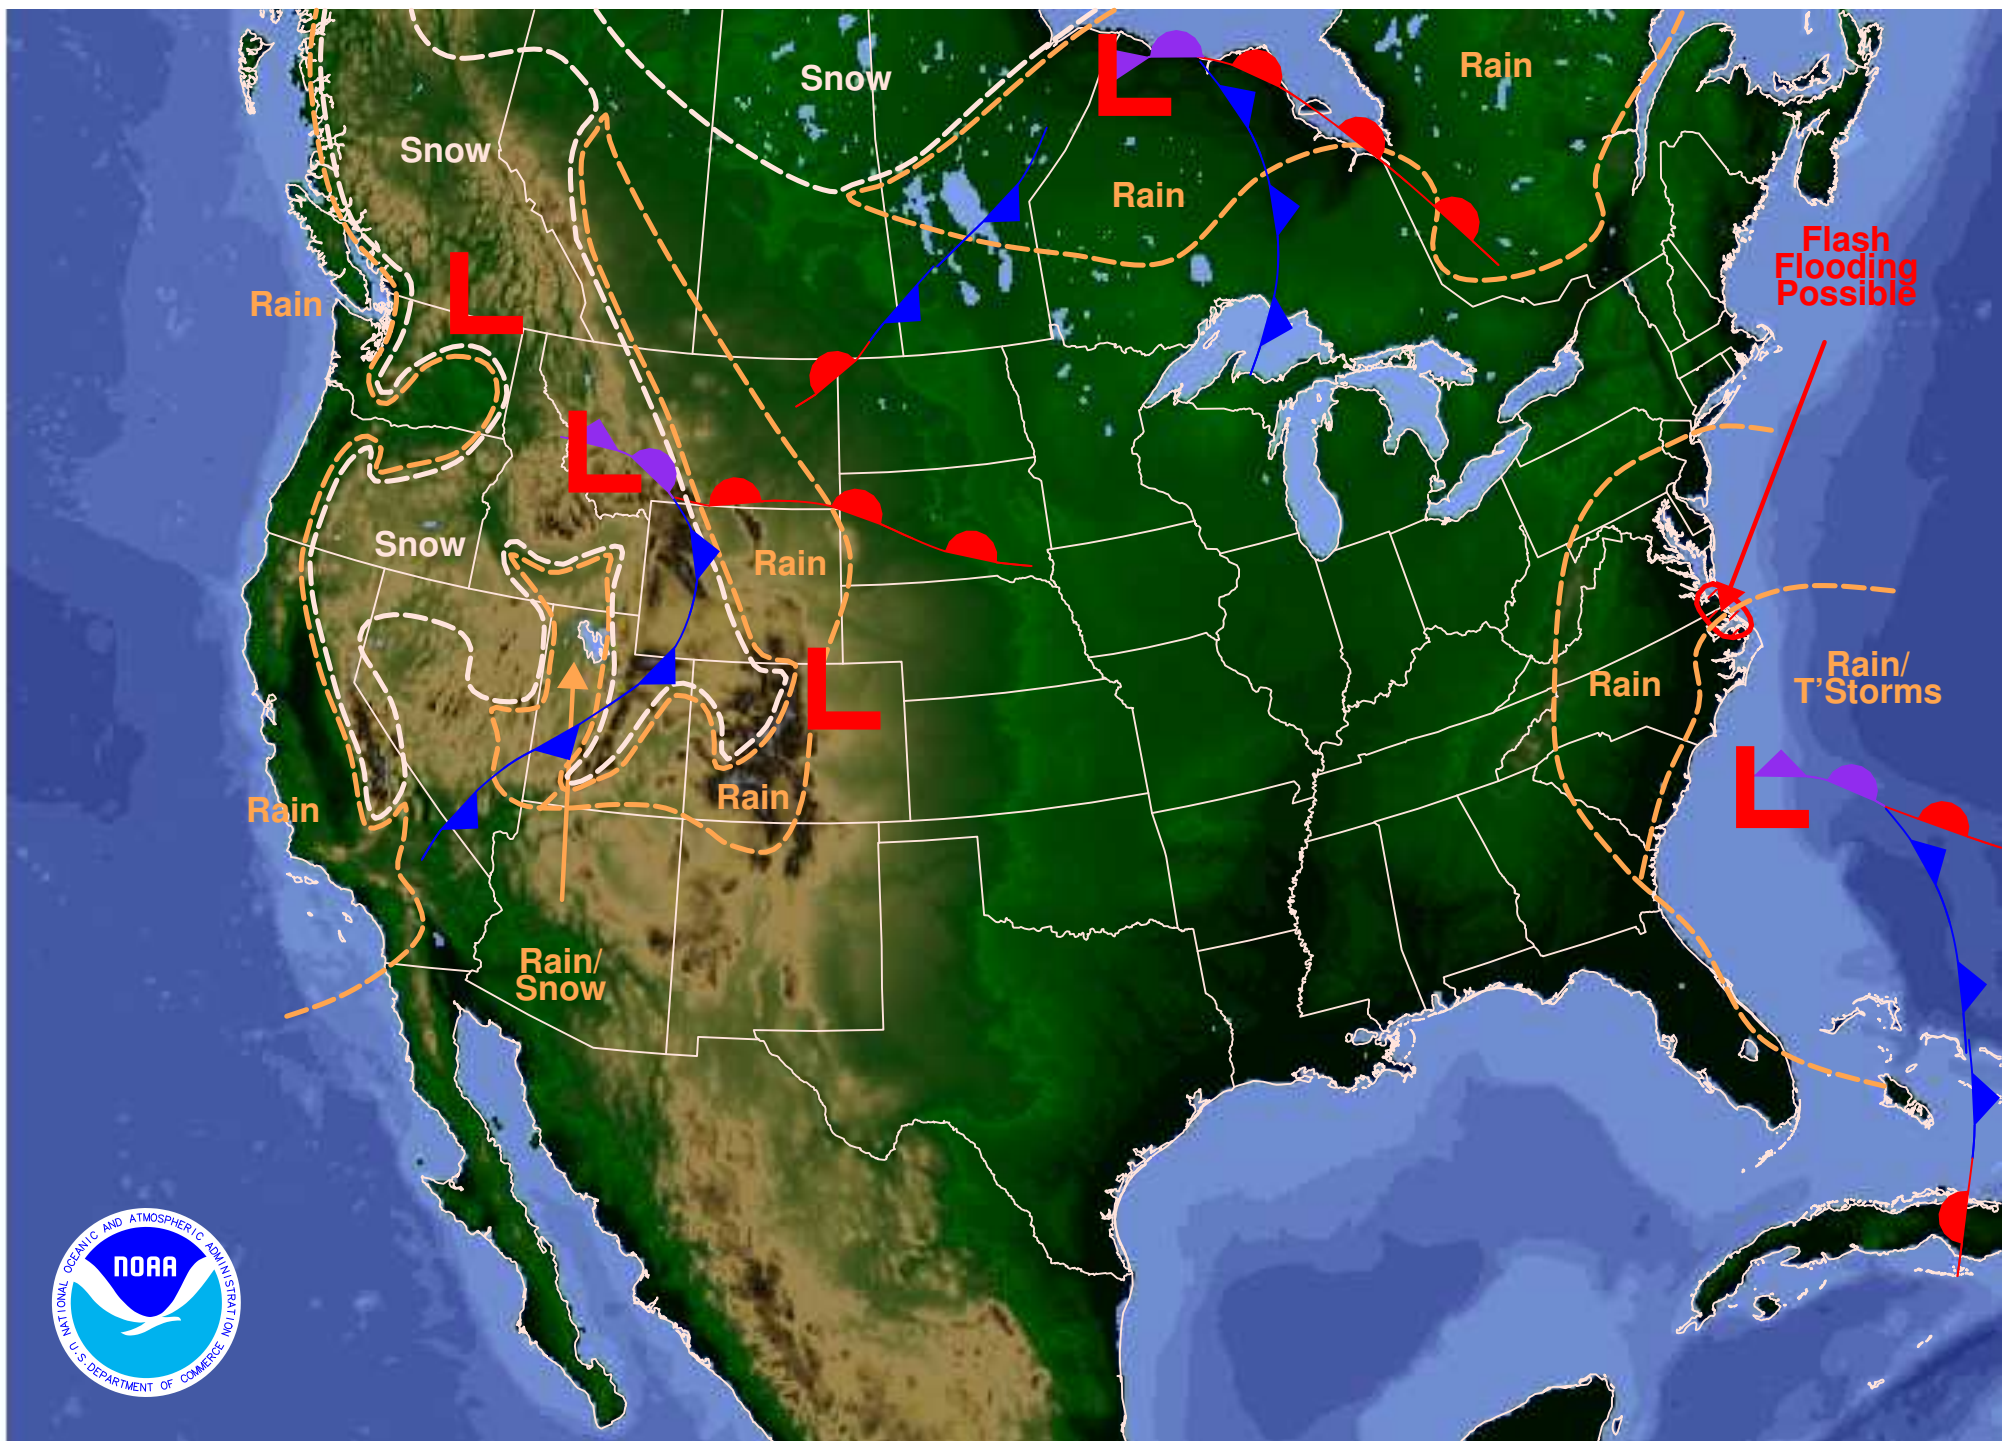 Snow
L
Rain
Snow
Rain
Flash
Flooding
Possible
Rain
L
L
Snow
Rain
L
Rain
Rain/
T'Storms
L
Rain
Rain
Rain/
Snow
NATIONAL OCEANIC AND ATMOSPHERIC ADMINISTRATION
NOAA
U.S. DEPARTMENT OF COMMERCE